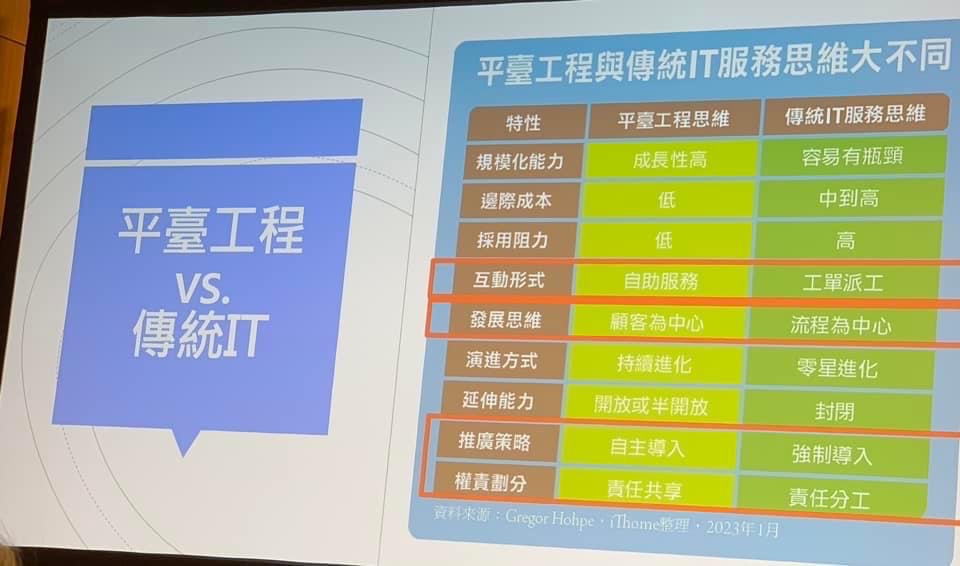 平臺工程
vs.
傳統IT
平臺工程與傳統IT服務思維大不同
特性 平臺工程思維 傳統IT服務思維
規模化能力 成長性高 容易有瓶頸
邊際成本 低 中到高
採用阻力 低 高
互動形式 自助服務 工單派工
發展思維 顧客為中心 流程為中心
演進方式 持續進化 零星進化
延伸能力 開放或半開放 封閉
推廣策略 自主導入 強制導入
權責劃分 責任共享 責任分工
資料來源：Gregor Hohpe，iThome整理，2023年1月